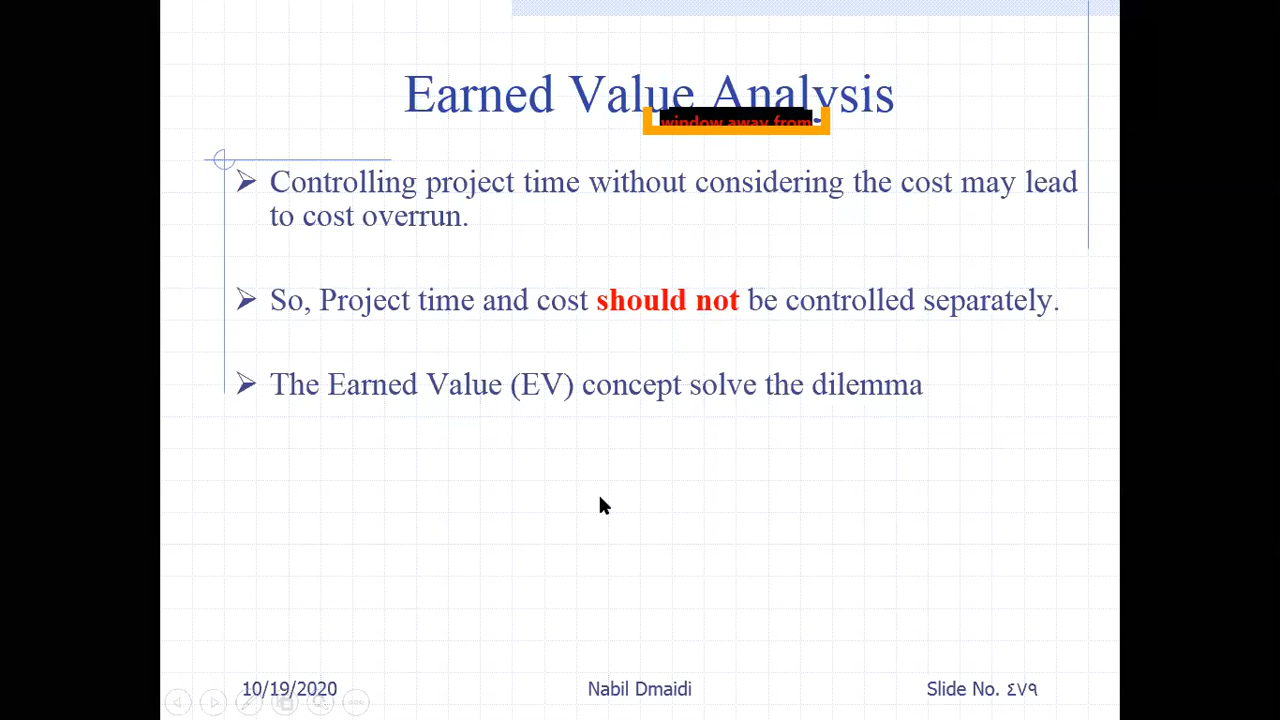 Earned Value Analysis
window away from
➢ Controlling project time without considering the cost may lead
to cost overrun.
➢ So, Project time and cost should not be controlled separately.
➢ The Earned Value (EV) concept solve the dilemma
10/19/2020 Nabil Dmaidi Slide No. ٤٧٩